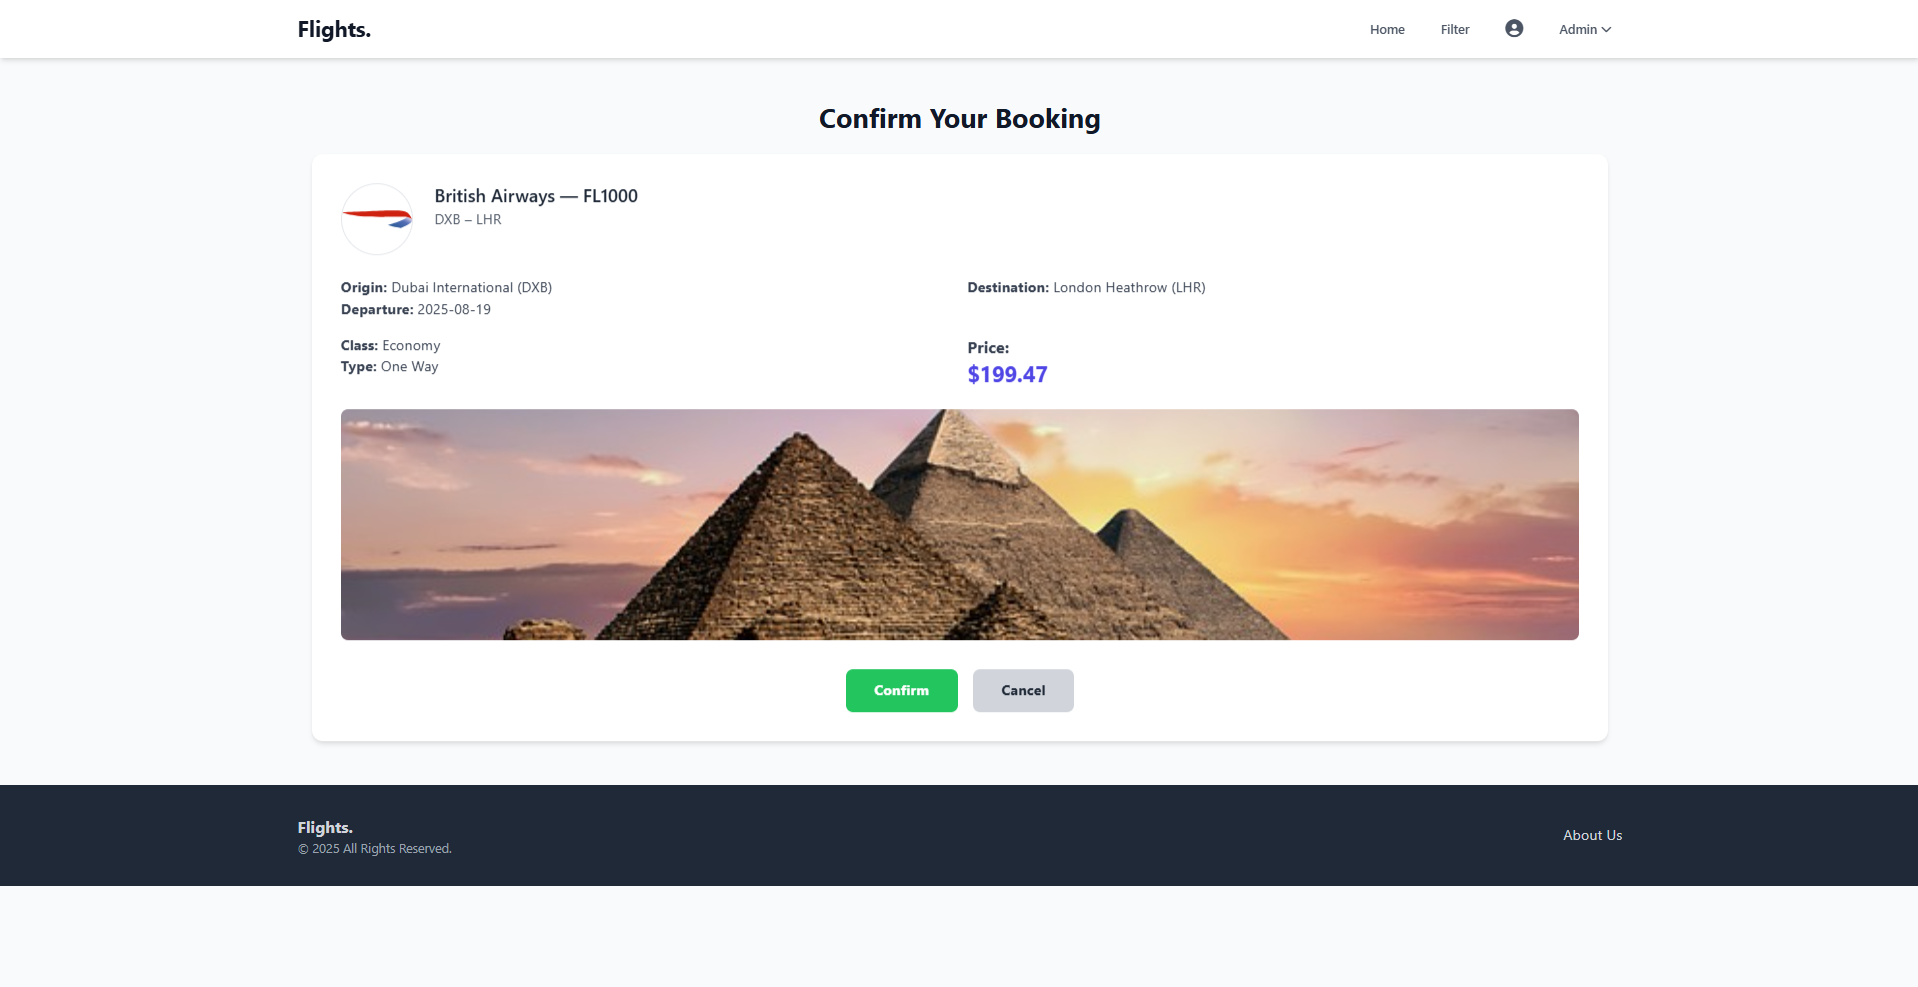 Flights.
Home
Filter
Admin
Confirm Your Booking
British Airways — FL1000
DXB – LHR
Origin: Dubai International (DXB)
Destination: London Heathrow (LHR)
Departure: 2025-08-19
Class: Economy
Type: One Way
Price:
$199.47
Confirm
Cancel
Flights.
© 2025 All Rights Reserved.
About Us